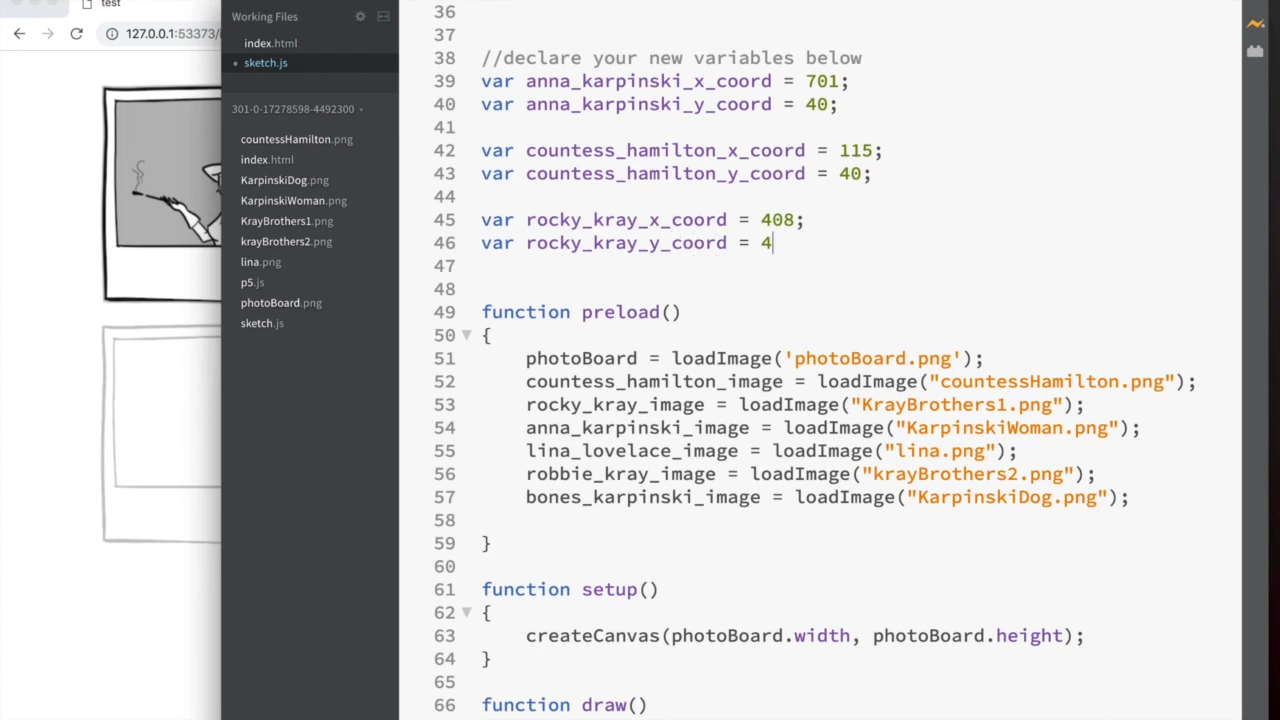 test
127.0.0.1:53373/i
Working Files
index.html
sketch.js
301-0-17278598-4492300
countessHamilton.png
index.html
KarpinskiDog.png
KarpinskiWoman.png
KrayBrothers1.png
krayBrothers2.png
lina.png
p5.js
photoBoard.png
sketch.js
36
37
38 //declare your new variables below
39 var anna_karpinski_x_coord = 701;
40 var anna_karpinski_y_coord = 40;
41
42 var countess_hamilton_x_coord = 115;
43 var countess_hamilton_y_coord = 40;
44
45 var rocky_kray_x_coord = 408;
46 var rocky_kray_y_coord = 4
47
48
49 function preload()
50 {
51 photoBoard = loadImage('photoBoard.png');
52 countess_hamilton_image = loadImage("countessHamilton.png");
53 rocky_kray_image = loadImage("KrayBrothers1.png");
54 anna_karpinski_image = loadImage("KarpinskiWoman.png");
55 lina_lovelace_image = loadImage("lina.png");
56 robbie_kray_image = loadImage("krayBrothers2.png");
57 bones_karpinski_image = loadImage("KarpinskiDog.png");
58
59 }
60
61 function setup()
62 {
63 createCanvas(photoBoard.width, photoBoard.height);
64 }
65
66 function draw()